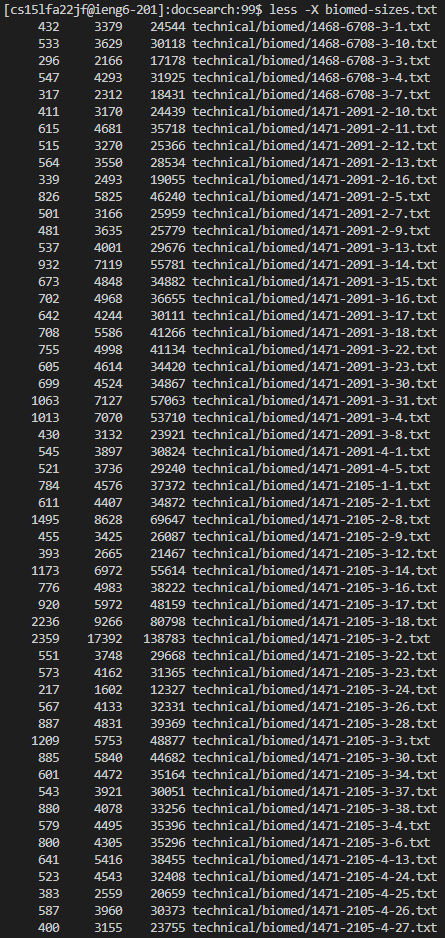 [cs15lfa22jf@ieng6-201]:docsearch:99$ less -X biomed-sizes.txt
432 3379 24544 technical/biomed/1468-6708-3-1.txt
533 3629 30118 technical/biomed/1468-6708-3-10.txt
296 2166 17178 technical/biomed/1468-6708-3-3.txt
547 4293 31925 technical/biomed/1468-6708-3-4.txt
317 2312 18431 technical/biomed/1468-6708-3-7.txt
411 3170 24439 technical/biomed/1471-2091-2-10.txt
615 4681 35718 technical/biomed/1471-2091-2-11.txt
515 3270 25366 technical/biomed/1471-2091-2-12.txt
564 3550 28534 technical/biomed/1471-2091-2-13.txt
339 2493 19055 technical/biomed/1471-2091-2-16.txt
826 5825 46240 technical/biomed/1471-2091-2-5.txt
501 3166 25959 technical/biomed/1471-2091-2-7.txt
481 3635 25779 technical/biomed/1471-2091-2-9.txt
537 4001 29676 technical/biomed/1471-2091-3-13.txt
932 7119 55781 technical/biomed/1471-2091-3-14.txt
673 4848 34882 technical/biomed/1471-2091-3-15.txt
702 4968 36655 technical/biomed/1471-2091-3-16.txt
642 4244 30111 technical/biomed/1471-2091-3-17.txt
708 5586 41266 technical/biomed/1471-2091-3-18.txt
755 4998 41134 technical/biomed/1471-2091-3-22.txt
605 4614 34420 technical/biomed/1471-2091-3-23.txt
699 4524 34867 technical/biomed/1471-2091-3-30.txt
1063 7127 57063 technical/biomed/1471-2091-3-31.txt
1013 7070 53710 technical/biomed/1471-2091-3-4.txt
430 3132 23921 technical/biomed/1471-2091-3-8.txt
545 3897 30824 technical/biomed/1471-2091-4-1.txt
521 3736 29240 technical/biomed/1471-2091-4-5.txt
784 4576 37372 technical/biomed/1471-2105-1-1.txt
611 4407 34872 technical/biomed/1471-2105-2-1.txt
1495 8628 69647 technical/biomed/1471-2105-2-8.txt
455 3425 26087 technical/biomed/1471-2105-2-9.txt
393 2665 21467 technical/biomed/1471-2105-3-12.txt
1173 6972 55614 technical/biomed/1471-2105-3-14.txt
776 4983 38222 technical/biomed/1471-2105-3-16.txt
920 5972 48159 technical/biomed/1471-2105-3-17.txt
2236 9266 80798 technical/biomed/1471-2105-3-18.txt
2359 17392 138783 technical/biomed/1471-2105-3-2.txt
551 3748 29668 technical/biomed/1471-2105-3-22.txt
573 4162 31365 technical/biomed/1471-2105-3-23.txt
217 1602 12327 technical/biomed/1471-2105-3-24.txt
567 4133 32331 technical/biomed/1471-2105-3-26.txt
887 4831 39369 technical/biomed/1471-2105-3-28.txt
1209 5753 48877 technical/biomed/1471-2105-3-3.txt
885 5840 44682 technical/biomed/1471-2105-3-30.txt
601 4472 35164 technical/biomed/1471-2105-3-34.txt
543 3921 30051 technical/biomed/1471-2105-3-37.txt
880 4078 33256 technical/biomed/1471-2105-3-38.txt
579 4495 35396 technical/biomed/1471-2105-3-4.txt
800 4305 35296 technical/biomed/1471-2105-3-6.txt
641 5416 38455 technical/biomed/1471-2105-4-13.txt
523 4543 32408 technical/biomed/1471-2105-4-24.txt
383 2559 20659 technical/biomed/1471-2105-4-25.txt
587 3960 30373 technical/biomed/1471-2105-4-26.txt
400 3155 23755 technical/biomed/1471-2105-4-27.txt